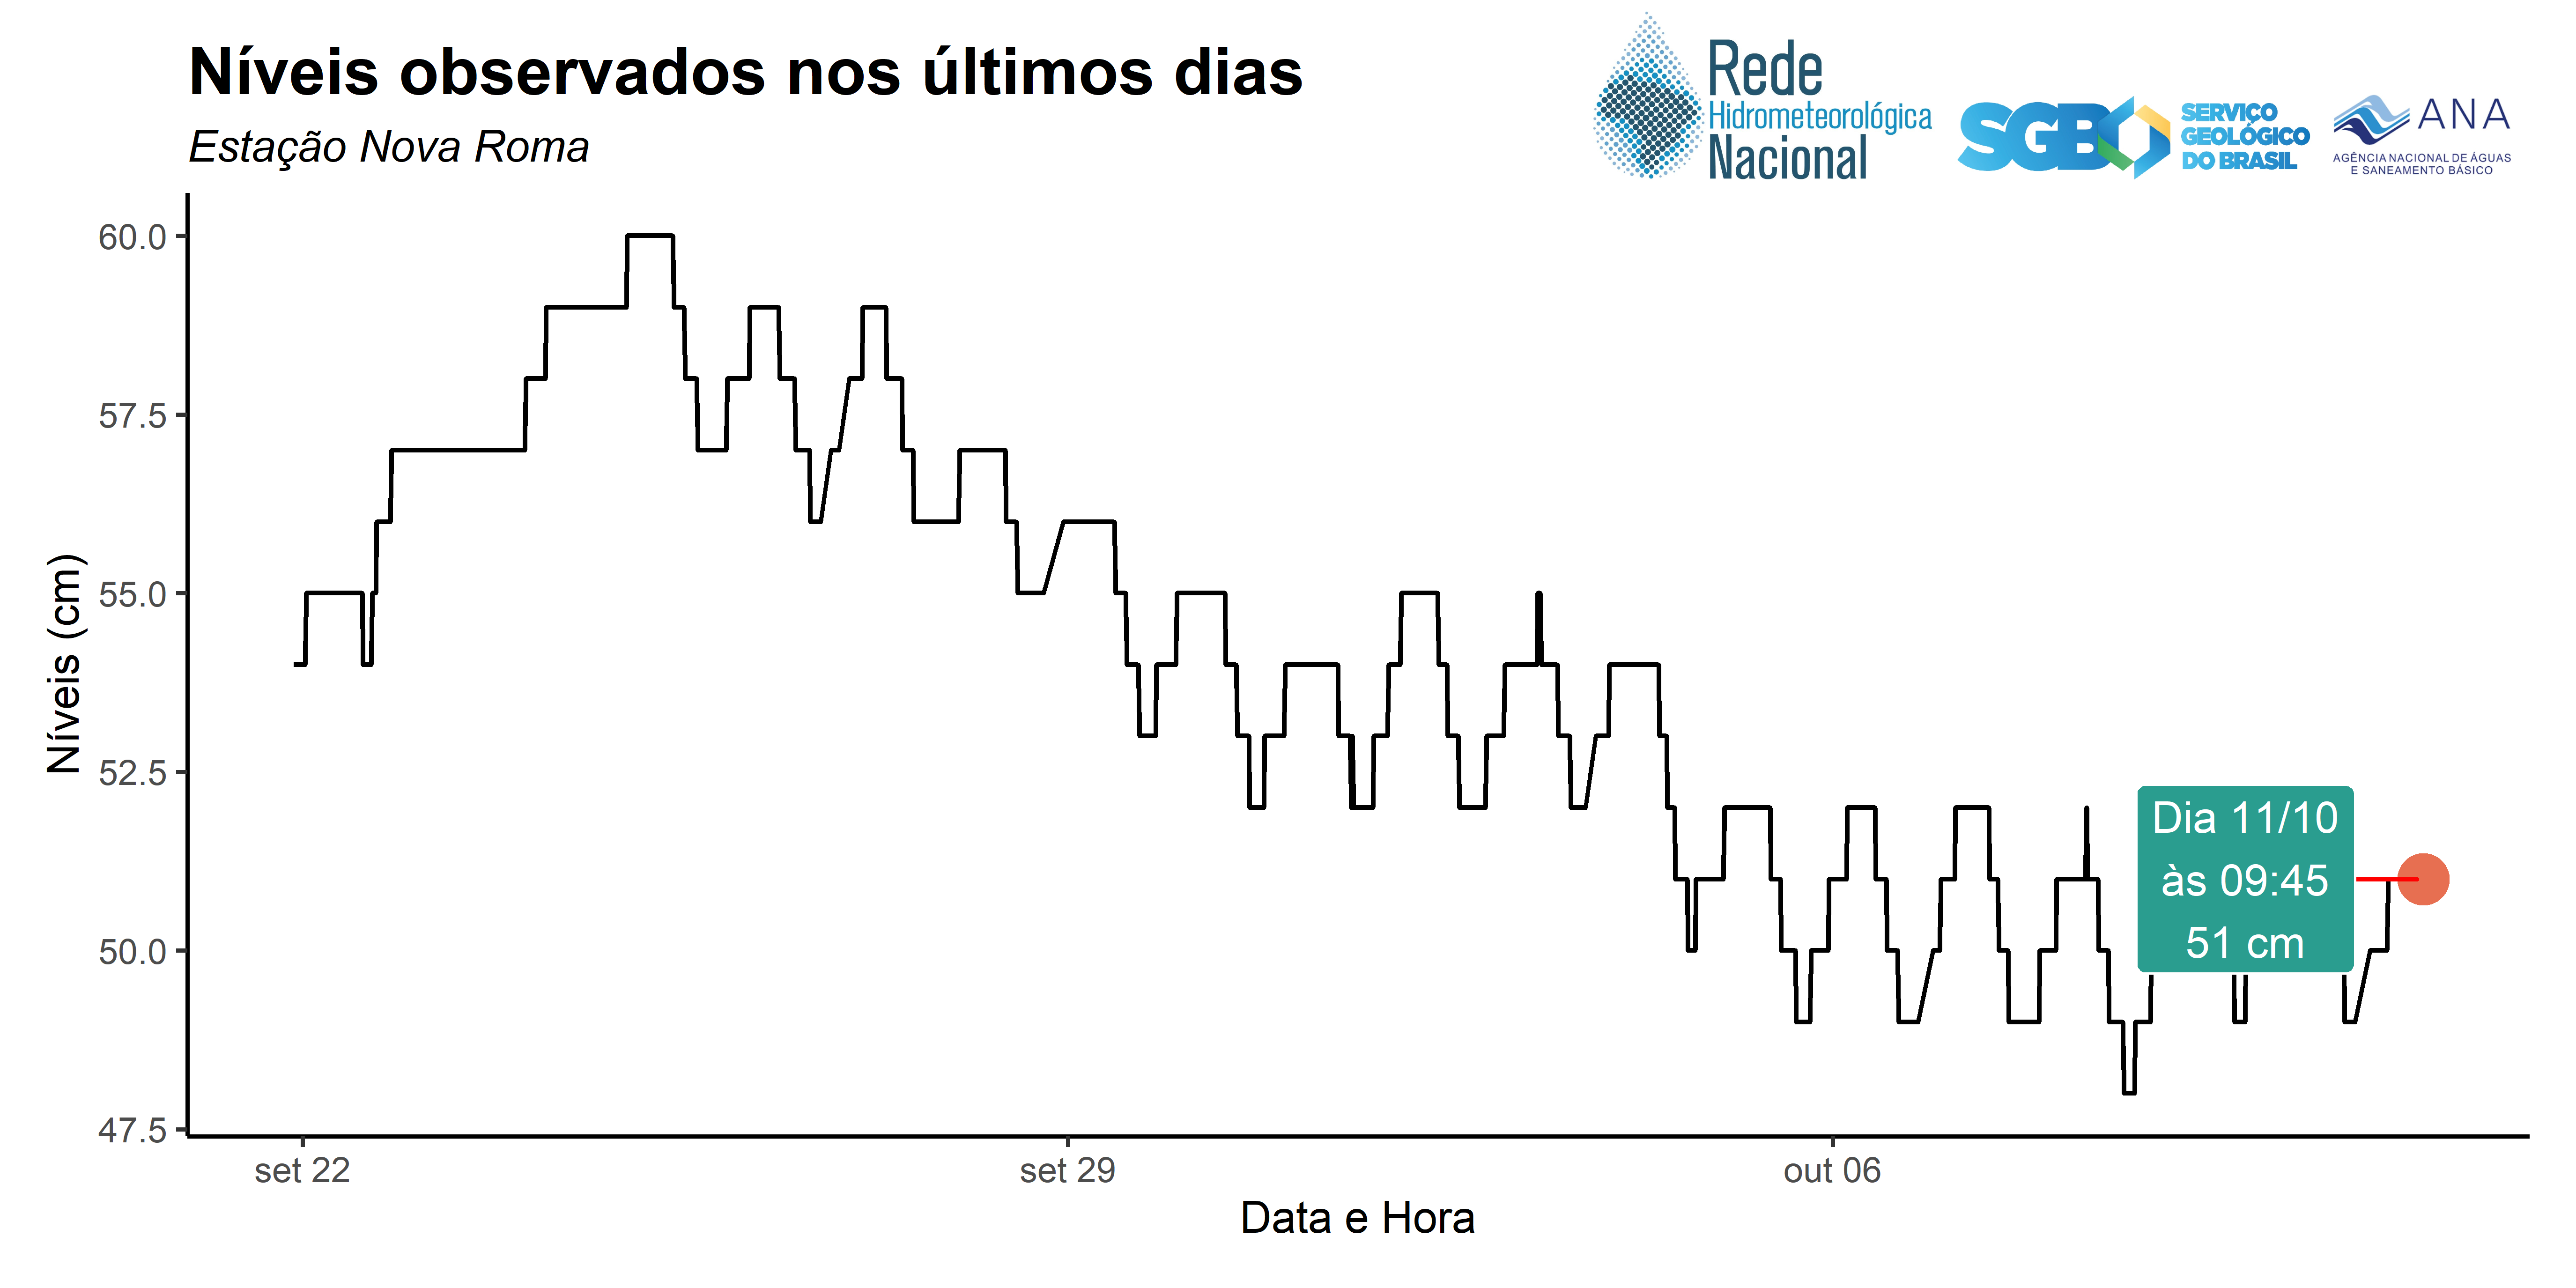 Níveis observados nos últimos dias
Estação Nova Roma
Rede
Hidrometeorológica
Nacional
SGB
SERVIÇO
GEOLÓGICO
DO BRASIL
ANA
AGÊNCIA NACIONAL DE ÁGUAS
E SANEAMENTO BÁSICO
Níveis (cm)
60.0
57.5
55.0
52.5
50.0
47.5
Dia 11/10
às 09:45
51 cm
set 22
set 29
out 06
Data e Hora